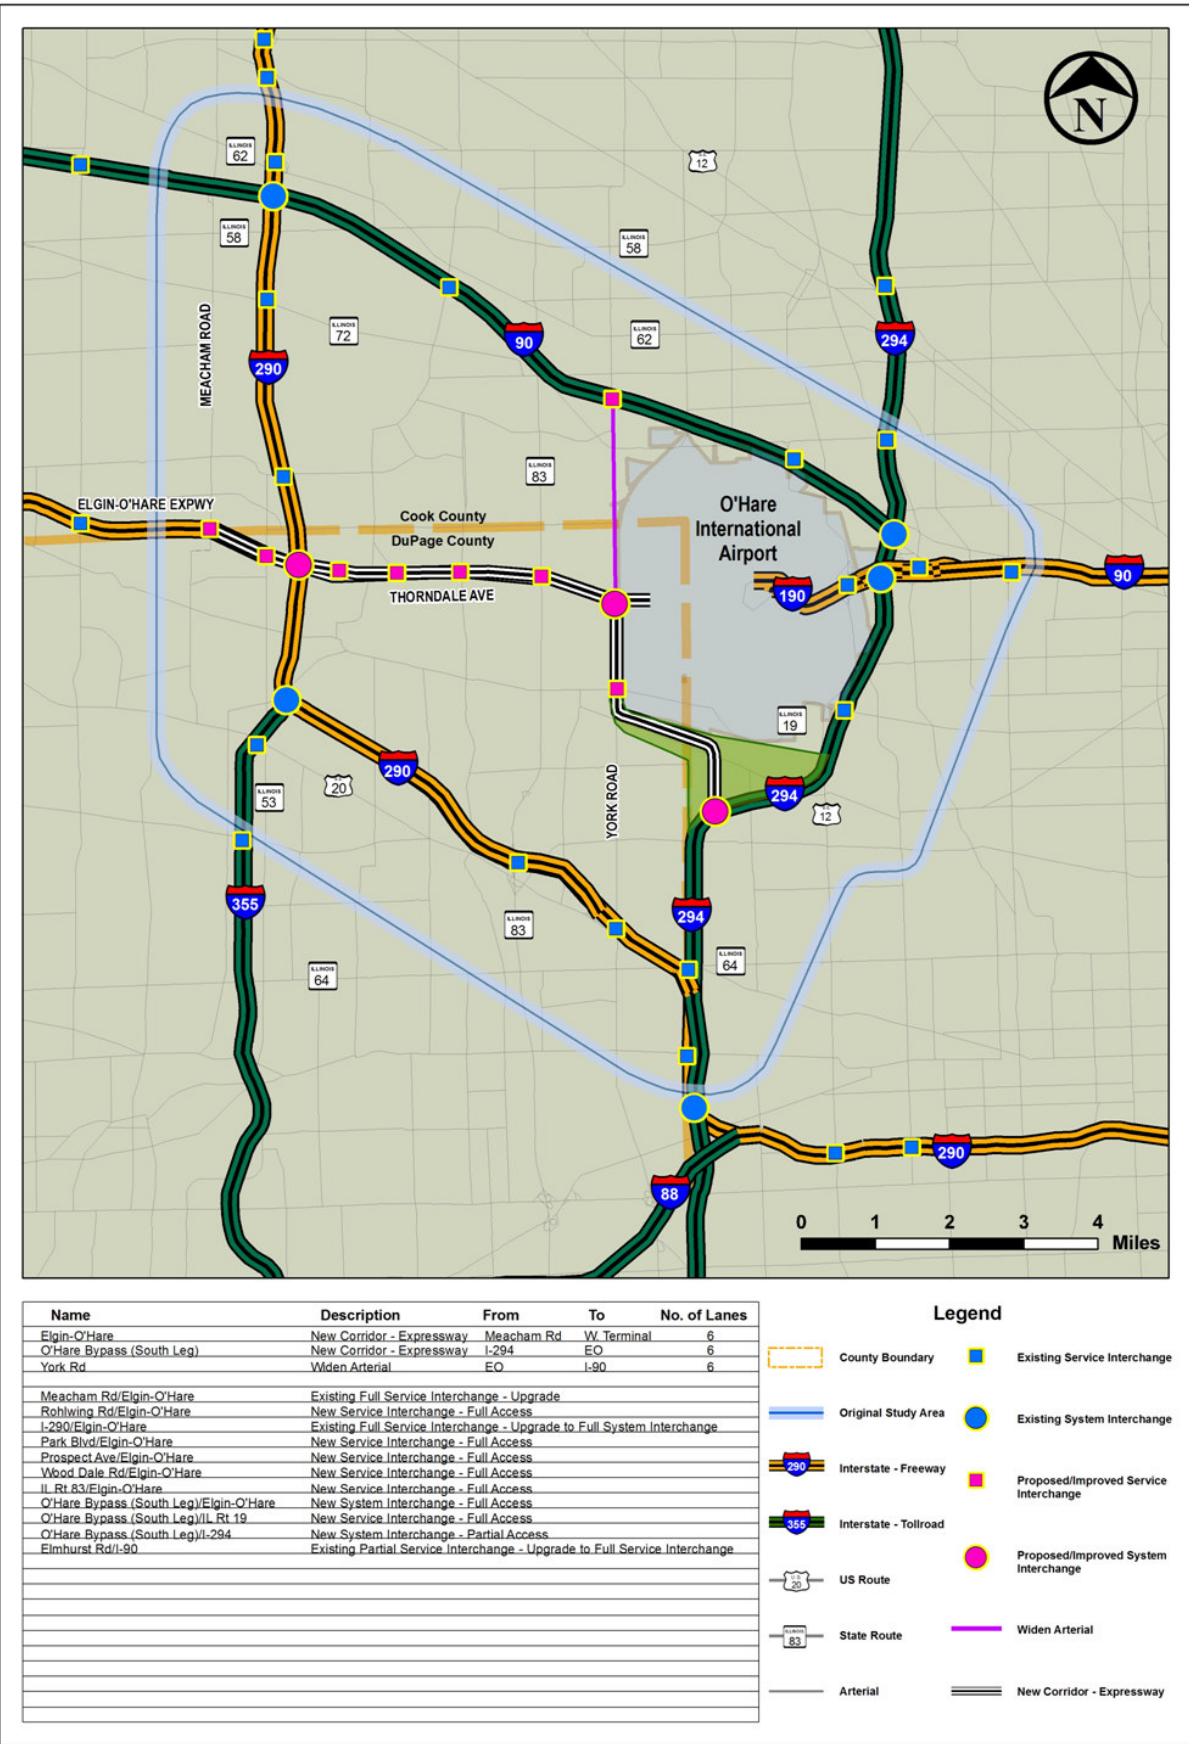 N
ILLINOIS
62
U.S.
12
ILLINOIS
58
ILLINOIS
58
MEACHAM ROAD
ILLINOIS
72
90
ILLINOIS
62
294
290
ILLINOIS
83
ELGIN-O'HARE EXPWY
Cook County
DuPage County
O'Hare
International
Airport
THORNDALE AVE
190
90
ILLINOIS
19
290
20
ILLINOIS
53
YORK ROAD
294
12
355
294
ILLINOIS
83
ILLINOIS
64
ILLINOIS
64
290
88
0 1 2 3 4
Miles
Name Description From To No. of Lanes
Elgin-O'Hare New Corridor - Expressway Meacham Rd W. Terminal 6
O'Hare Bypass (South Leg) New Corridor - Expressway I-294 EO 6
York Rd Widen Arterial EO I-90 6
Meacham Rd/Elgin-O'Hare Existing Full Service Interchange - Upgrade
Rohlwing Rd/Elgin-O'Hare New Service Interchange - Full Access
I-290/Elgin-O'Hare Existing Full Service Interchange - Upgrade to Full System Interchange
Park Blvd/Elgin-O'Hare New Service Interchange - Full Access
Prospect Ave/Elgin-O'Hare New Service Interchange - Full Access
Wood Dale Rd/Elgin-O'Hare New Service Interchange - Full Access
IL Rt 83/Elgin-O'Hare New Service Interchange - Full Access
O'Hare Bypass (South Leg)/Elgin-O'Hare New System Interchange - Full Access
O'Hare Bypass (South Leg)/IL Rt 19 New Service Interchange - Full Access
O'Hare Bypass (South Leg)/I-294 New System Interchange - Partial Access
Elmhurst Rd/I-90 Existing Partial Service Interchange - Upgrade to Full Service Interchange
Legend
County Boundary
Original Study Area
290 Interstate - Freeway
355 Interstate - Tollroad
U.S.
20
US Route
ILLINOIS
83
State Route
Arterial
Existing Service Interchange
Existing System Interchange
Proposed/Improved Service
Interchange
Proposed/Improved System
Interchange
Widen Arterial
New Corridor - Expressway